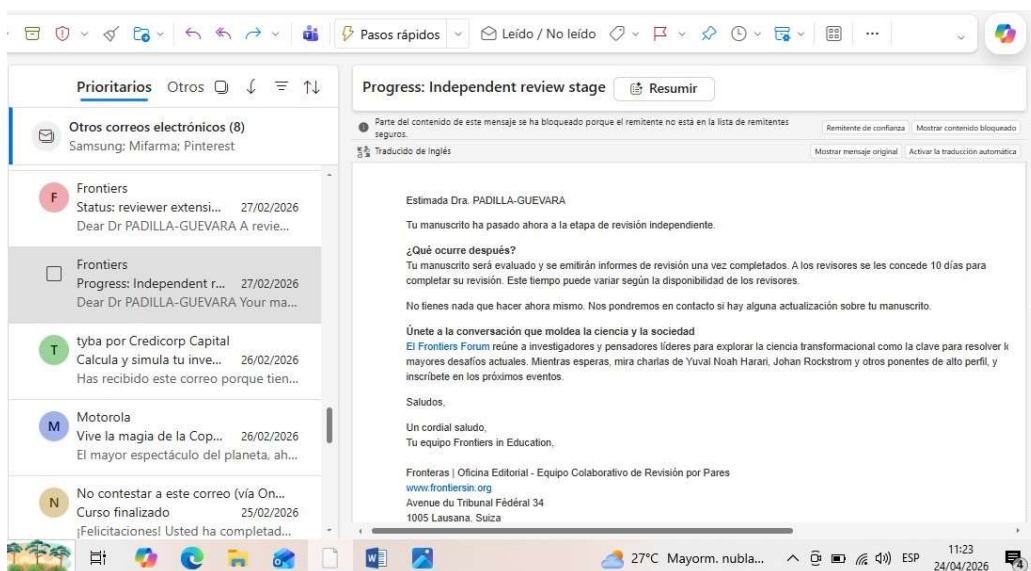 Pasos rápidos
Leído / No leído
Prioritarios Otros
Otros correos electrónicos (8)
Samsung; Mifarma; Pinterest
F
Frontiers
Status: reviewer extensi... 27/02/2026
Dear Dr PADILLA-GUEVARA A revie...
Frontiers
Progress: Independent r... 27/02/2026
Dear Dr PADILLA-GUEVARA Your ma...
T
tyba por Credicorp Capital
Calcula y simula tu inve... 26/02/2026
Has recibido este correo porque tien...
M
Motorola
Vive la magia de la Cop... 26/02/2026
El mayor espectáculo del planeta, ah...
N
No contestar a este correo (vía On...
Curso finalizado 25/02/2026
¡Felicitaciones! Usted ha completad...
Progress: Independent review stage
Resumir
Parte del contenido de este mensaje se ha bloqueado porque el remitente no está en la lista de remitentes
seguros.
Remitente de confianza Mostrar contenido bloqueado
Traducido de Inglés
Mostrar mensaje original Activar la traducción automática
Estimada Dra. PADILLA-GUEVARA
Tu manuscrito ha pasado ahora a la etapa de revisión independiente.
¿Qué ocurre después?
Tu manuscrito será evaluado y se emitirán informes de revisión una vez completados. A los revisores se les concede 10 días para
completar su revisión. Este tiempo puede variar según la disponibilidad de los revisores.
No tienes nada que hacer ahora mismo. Nos pondremos en contacto si hay alguna actualización sobre tu manuscrito.
Únete a la conversación que moldea la ciencia y la sociedad
El Frontiers Forum reúne a investigadores y pensadores líderes para explorar la ciencia transformacional como la clave para resolver lo
mayores desafíos actuales. Mientras esperas, mira charlas de Yuval Noah Harari, Johan Rockstrom y otros ponentes de alto perfil, y
inscríbete en los próximos eventos.
Saludos,
Un cordial saludo,
Tu equipo Frontiers in Education,
Fronteras | Oficina Editorial - Equipo Colaborativo de Revisión por Pares
www.frontiersin.org
Avenue du Tribunal Fédéral 34
1005 Lausana, Suiza
27°C Mayorm. nubla...
ESP
11:23
24/04/2026
4